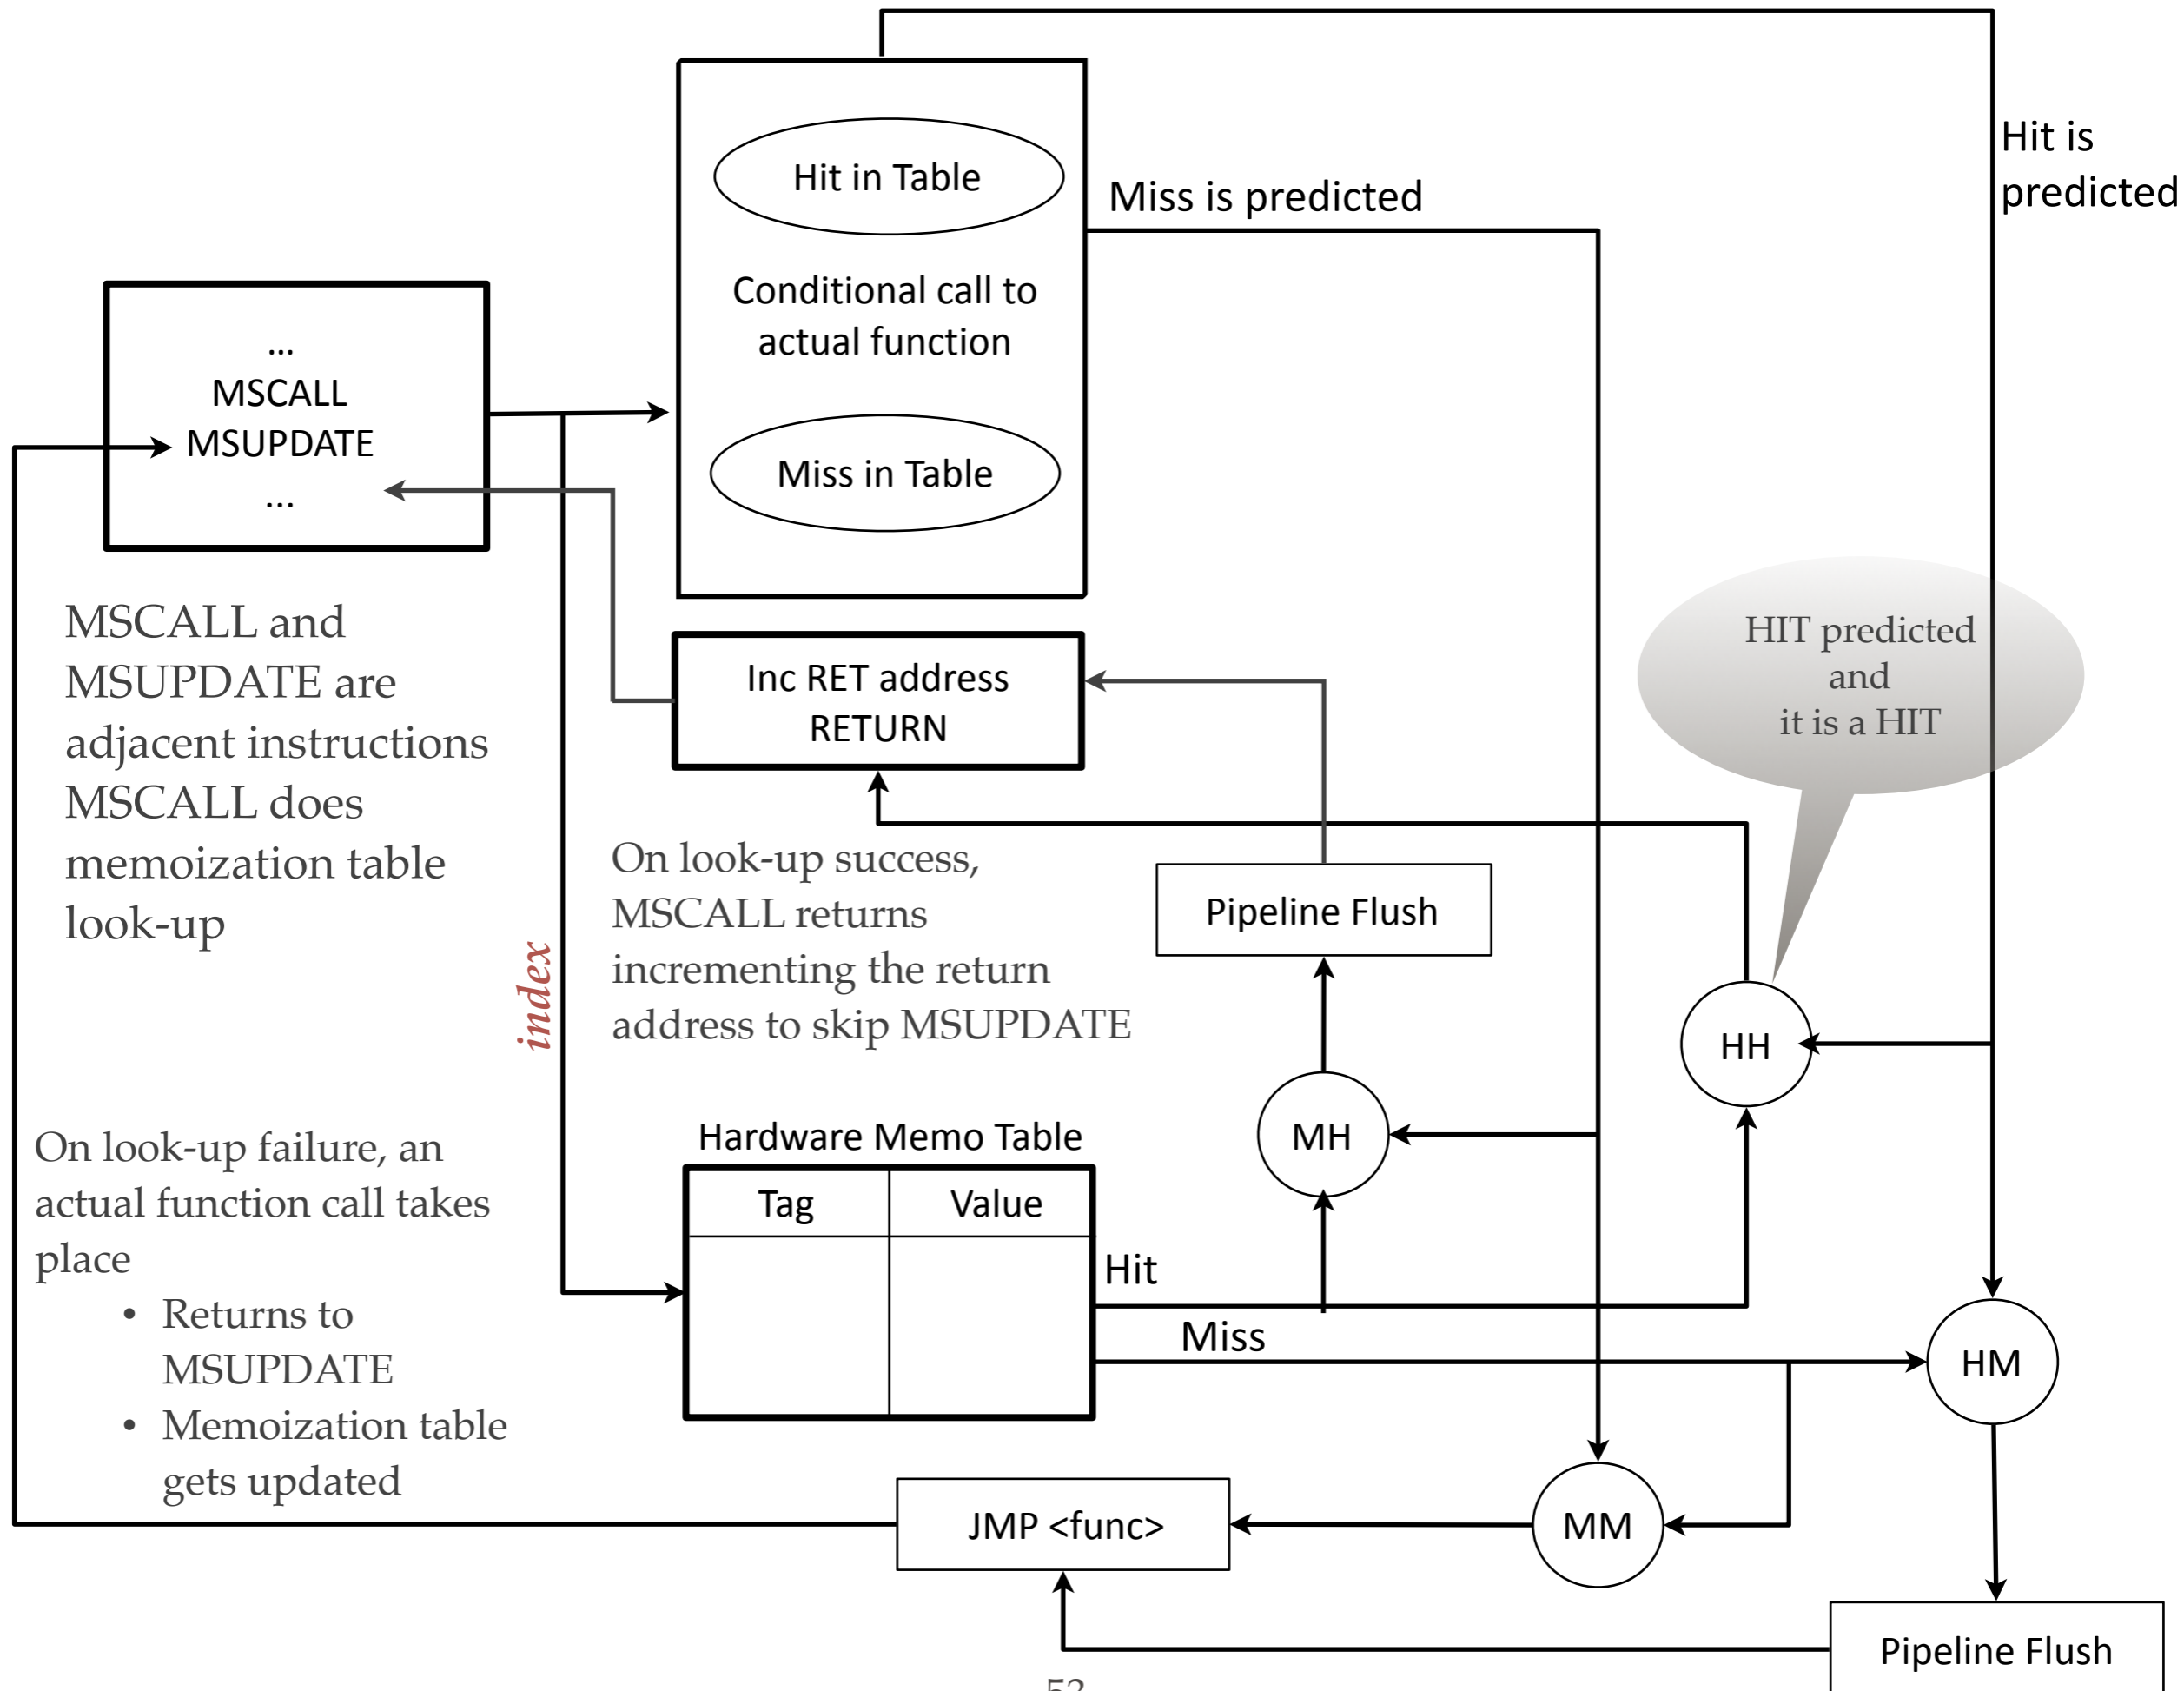 Hit is
predicted
Hit in Table
Miss is predicted
Conditional call to
actual function
Miss in Table
...
MSCALL
MSUPDATE
...
MSCALL and
MSUPDATE are
adjacent instructions
MSCALL does
memoization table
look-up
Inc RET address
RETURN
HIT predicted
and
it is a HIT
On look-up success,
MSCALL returns
incrementing the return
address to skip MSUPDATE
index
Pipeline Flush
HH
MH
On look-up failure, an
actual function call takes
place
• Returns to
MSUPDATE
• Memoization table
gets updated
Hardware Memo Table
Tag Value
Hit
Miss
HM
JMP <func>
MM
Pipeline Flush